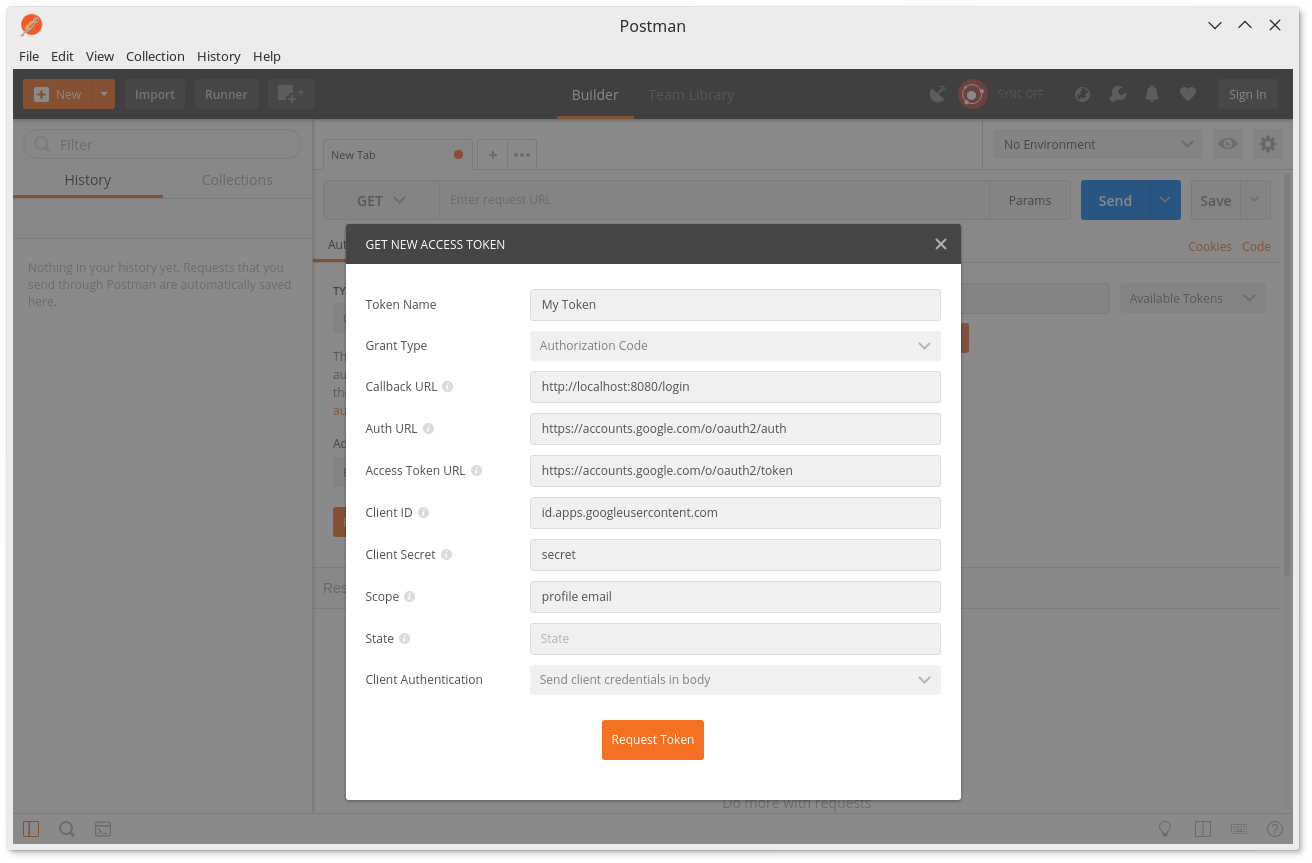 Postman
File Edit View Collection History Help
New Import Runner Builder Team Library SYNC OFF Sign In
Filter
History Collections
Nothing in your history yet. Requests that you
send through Postman are automatically saved
here.
New Tab
No Environment
GET Enter request URL Params Send Save
Cookies Code
Available Tokens
GET NEW ACCESS TOKEN
Token Name My Token
Grant Type Authorization Code
Callback URL http://localhost:8080/login
Auth URL https://accounts.google.com/o/oauth2/auth
Access Token URL https://accounts.google.com/o/oauth2/token
Client ID id.apps.googleusercontent.com
Client Secret secret
Scope profile email
State State
Client Authentication Send client credentials in body
Request Token
Do more with requests